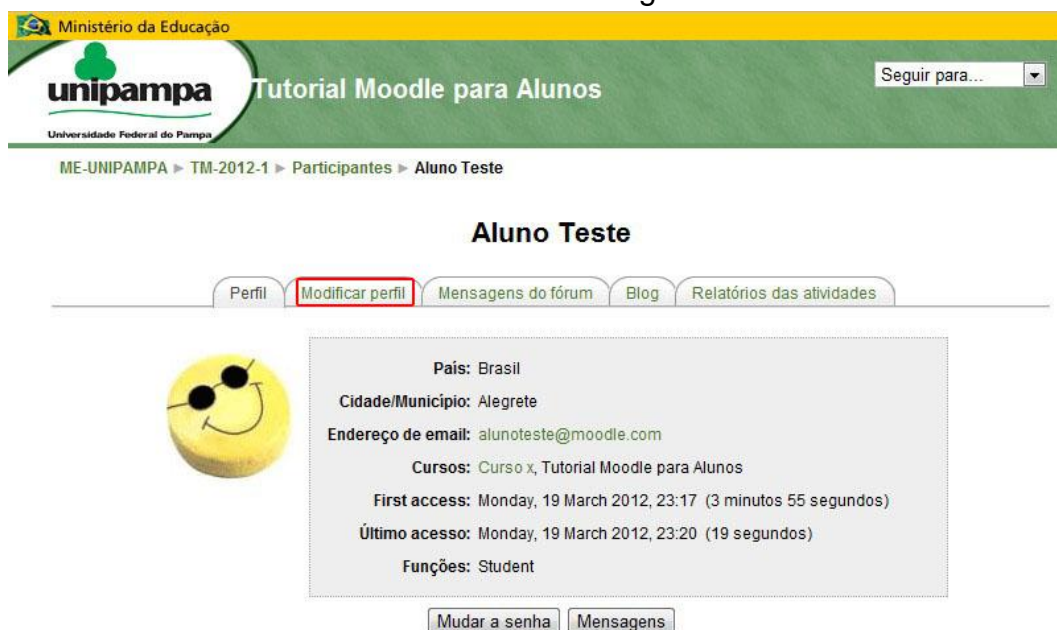 Ministério da Educação
unipampa
Universidade Federal do Pampa
Tutorial Moodle para Alunos
Seguir para...
ME-UNIPAMPA ► TM-2012-1 ► Participantes ► Aluno Teste
Aluno Teste
Perfil Modificar perfil Mensagens do fórum Blog Relatórios das atividades
País: Brasil
Cidade/Município: Alegrete
Endereço de email: alunoteste@moodle.com
Cursos: Curso x, Tutorial Moodle para Alunos
First access: Monday, 19 March 2012, 23:17 (3 minutos 55 segundos)
Último acesso: Monday, 19 March 2012, 23:20 (19 segundos)
Funções: Student
Mudar a senha Mensagens